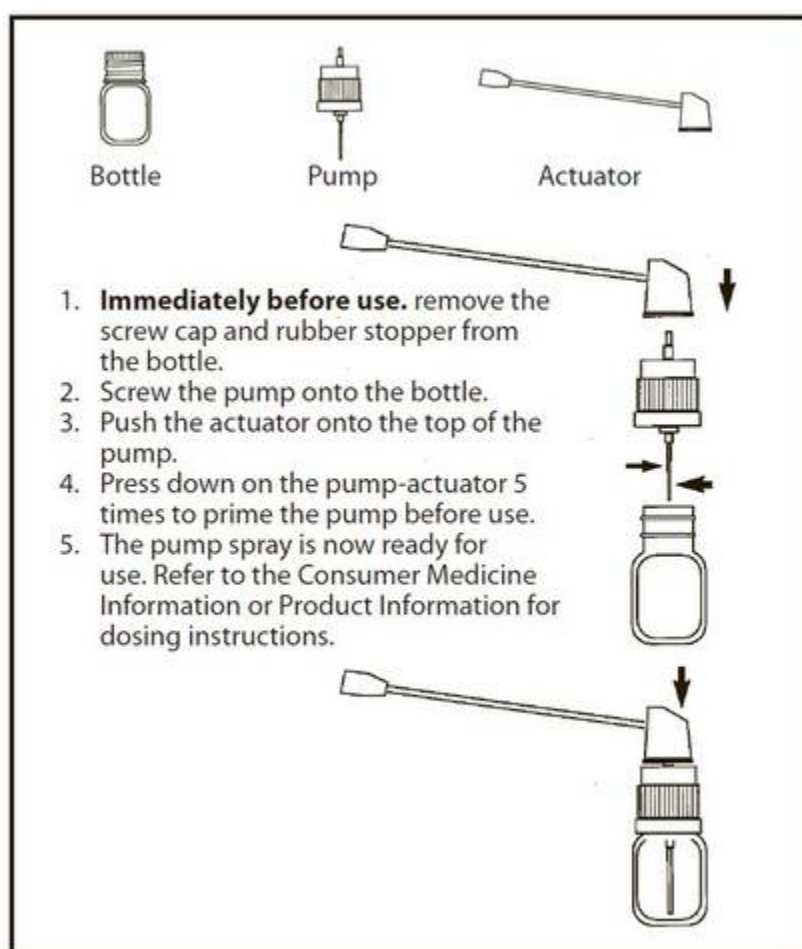 Bottle
Pump
Actuator
1. Immediately before use. remove the
screw cap and rubber stopper from
the bottle.
2. Screw the pump onto the bottle.
3. Push the actuator onto the top of the
pump.
4. Press down on the pump-actuator 5
times to prime the pump before use.
5. The pump spray is now ready for
use. Refer to the Consumer Medicine
Information or Product Information for
dosing instructions.